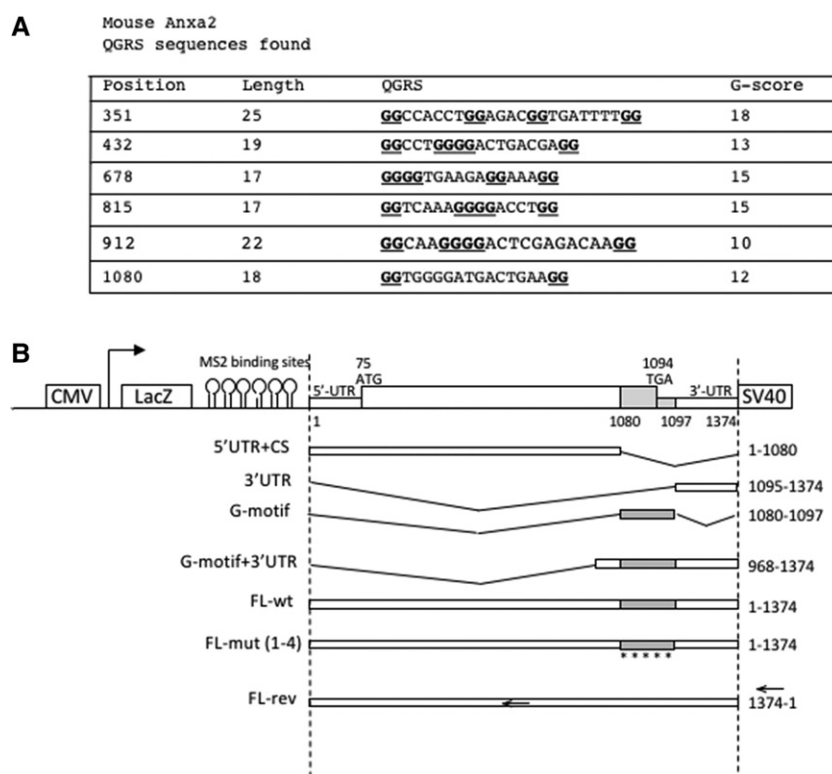 A
Mouse Anxa2
QGRS sequences found
Position Length QGRS G-score
351 25 GGCCACCTGGAGACGGTGATTTTGG 18
432 19 GGCCTGGGGACTGACGAGG 13
678 17 GGGGTGAAGAGGAAAGG 15
815 17 GGTCAAAGGGGACCTGG 15
912 22 GGCAAGGGGACTCGAGACAAGG 10
1080 18 GGTGGGGATGACTGAAGG 12
B
MS2 binding sites
75
ATG
1094
TGA
CMV LacZ 5'-UTR 3'-UTR SV40
1 1080 1097 1374
5'UTR+CS 1-1080
3'UTR 1095-1374
G-motif 1080-1097
G-motif+3'UTR 968-1374
FL-wt 1-1374
FL-mut (1-4) 1-1374
* * * * *
FL-rev 1374-1